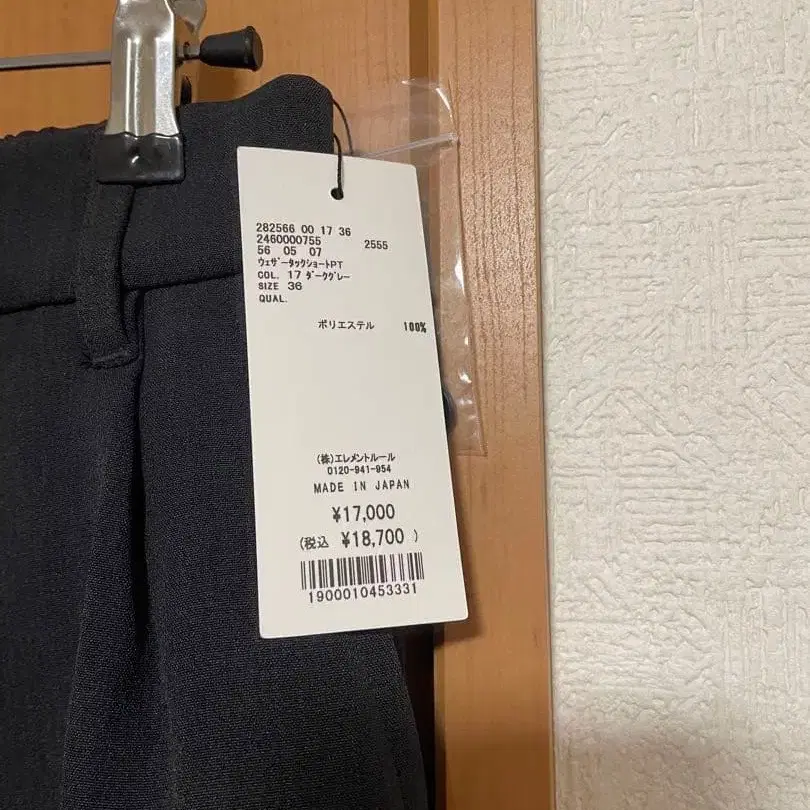 282566 00 17 36
2460000755
2555
56 05 07
ｳｪｻﾞｰﾀｯｸｼｮｰﾄPT
COL. 17 ﾀﾞｰｸｸﾞﾚｰ
SIZE 36
QUAL.
ポリエステル 100%
(株)エレメントルール
0120-941-954
MADE IN JAPAN
¥17,000
(税込 ¥18,700 )
1900010453331